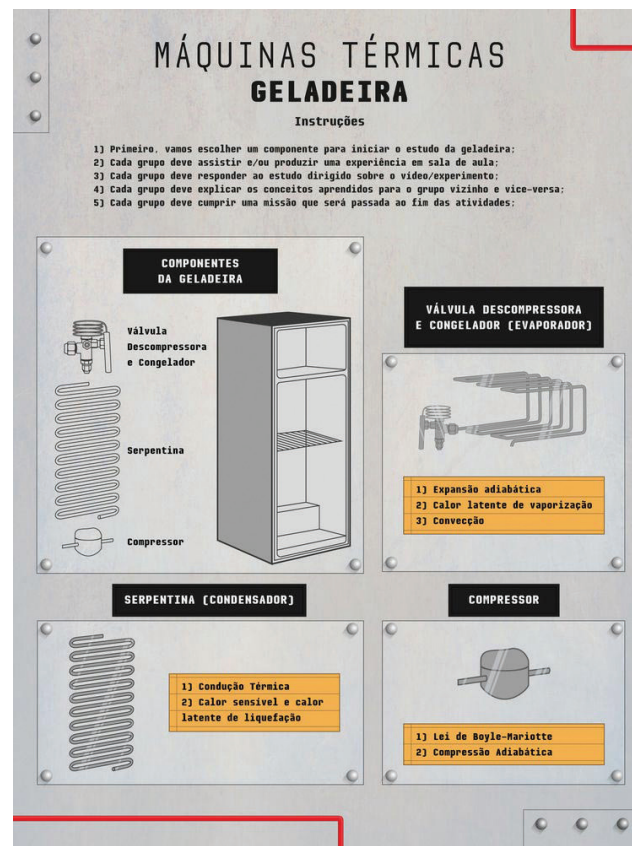 MÁQUINAS TÉRMICAS
GELADEIRA
Instruções
1) Primeiro, vamos escolher um componente para iniciar o estudo da geladeira;
2) Cada grupo deve assistir e/ou produzir uma experiência em sala de aula;
3) Cada grupo deve responder ao estudo dirigido sobre o vídeo/experimento;
4) Cada grupo deve explicar os conceitos aprendidos para o grupo vizinho e vice-versa;
5) Cada grupo deve cumprir uma missão que será passada ao fim das atividades;
COMPONENTES
DA GELADEIRA
Válvula
Descompressora
e Congelador
Serpentina
Compressor
VÁLVULA DESCOMPRESSORA
E CONGELADOR (EVAPORADOR)
1) Expansão adiabática
2) Calor latente de vaporização
3) Convecção
SERPENTINA (CONDENSADOR)
1) Condução Térmica
2) Calor sensível e calor
latente de liquefação
COMPRESSOR
1) Lei de Boyle-Mariotte
2) Compressão Adiabática